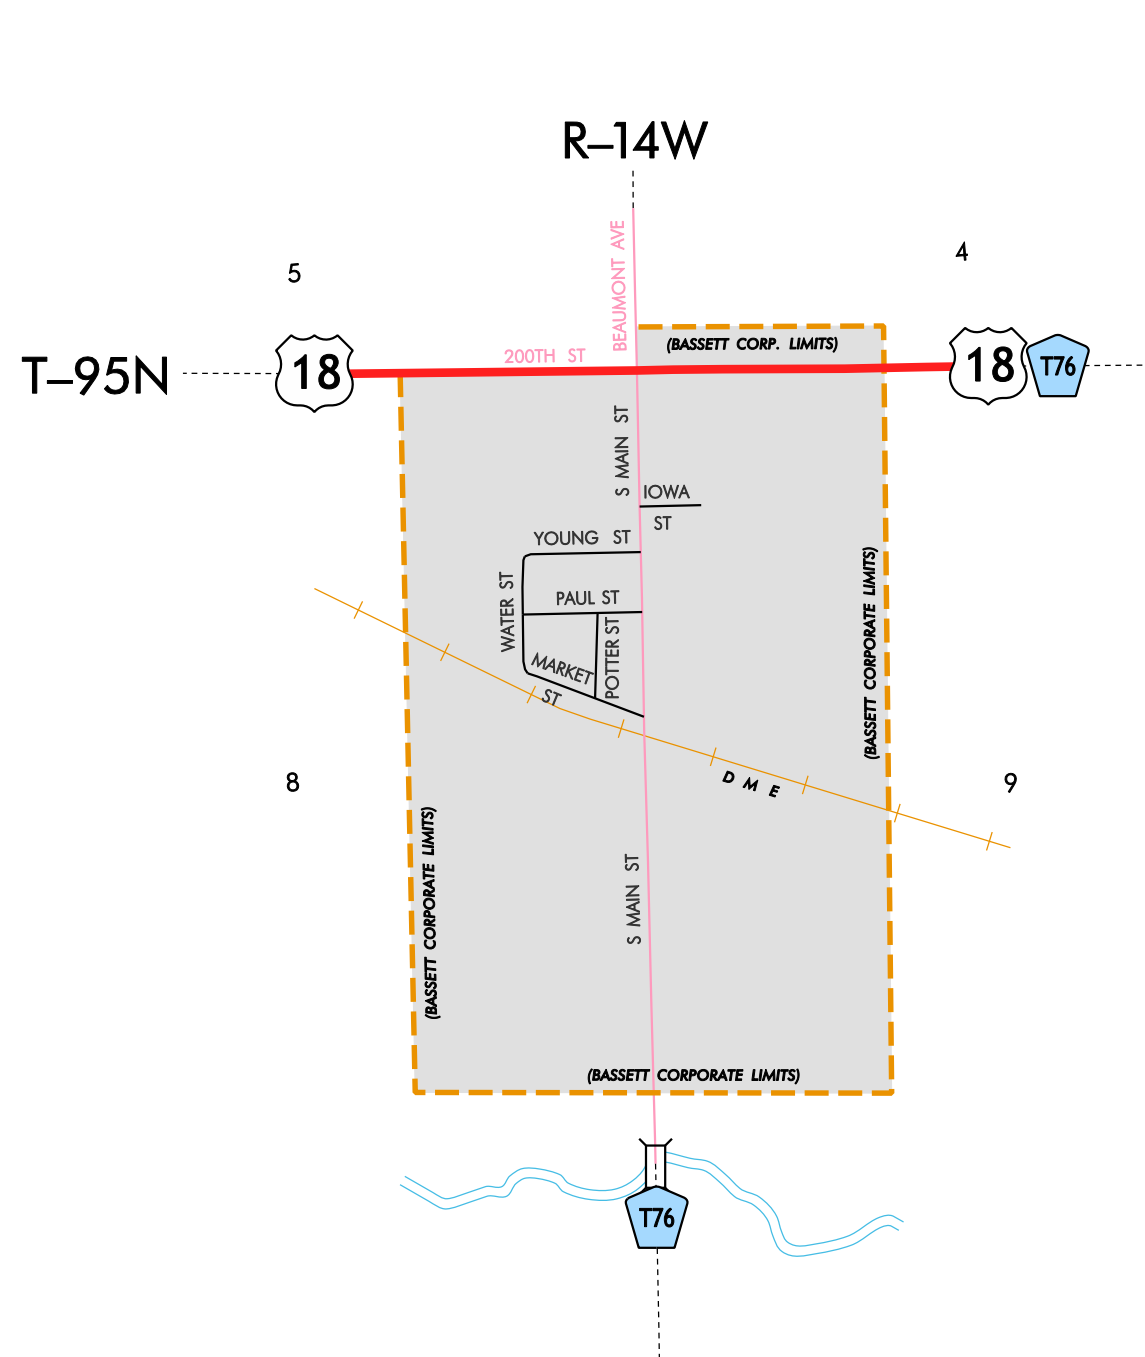 R–14W
BEAUMONT AVE
5
4
T–95N
18
200TH ST
(BASSETT CORP. LIMITS)
18
T76
S MAIN ST
IOWA
ST
YOUNG ST
WATER ST
PAUL ST
POTTER ST
MARKET
ST
(BASSETT CORPORATE LIMITS)
8
D M E
9
(BASSETT CORPORATE LIMITS)
S MAIN ST
(BASSETT CORPORATE LIMITS)
T76